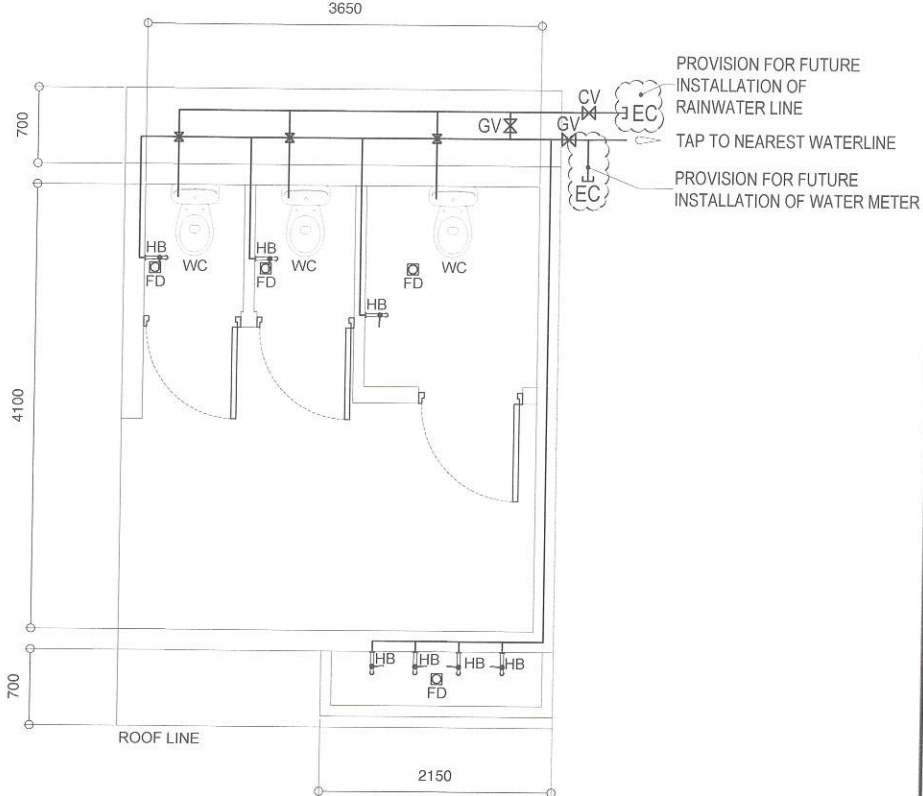 3650
PROVISION FOR FUTURE
INSTALLATION OF
RAINWATER LINE
CV
EC
700
GV
GV
TAP TO NEAREST WATERLINE
PROVISION FOR FUTURE
INSTALLATION OF WATER METER
EC
HB
FD
WC
HB
FD
WC
FD
WC
HB
4100
HB
HB
HB
HB
FD
700
ROOF LINE
2150